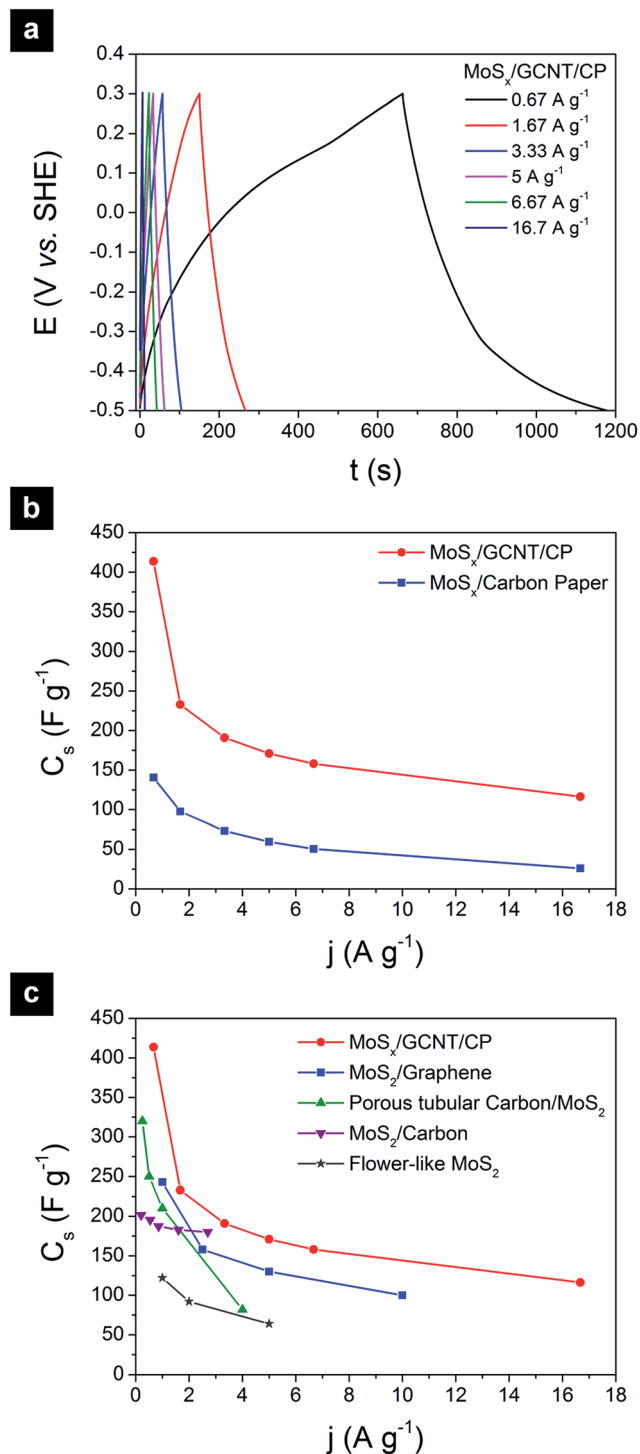 a
MoSₓ/GCNT/CP
0.67 A g⁻¹
1.67 A g⁻¹
3.33 A g⁻¹
5 A g⁻¹
6.67 A g⁻¹
16.7 A g⁻¹
0.4
0.3
0.2
0.1
0.0
-0.1
-0.2
-0.3
-0.4
-0.5
E (V vs. SHE)
0 200 400 600 800 1000 1200
t (s)
b
MoSₓ/GCNT/CP
MoSₓ/Carbon Paper
450
400
350
300
250
200
150
100
50
0
Cₛ (F g⁻¹)
0 2 4 6 8 10 12 14 16 18
j (A g⁻¹)
c
MoSₓ/GCNT/CP
MoS₂/Graphene
Porous tubular Carbon/MoS₂
MoS₂/Carbon
Flower-like MoS₂
450
400
350
300
250
200
150
100
50
0
Cₛ (F g⁻¹)
0 2 4 6 8 10 12 14 16 18
j (A g⁻¹)